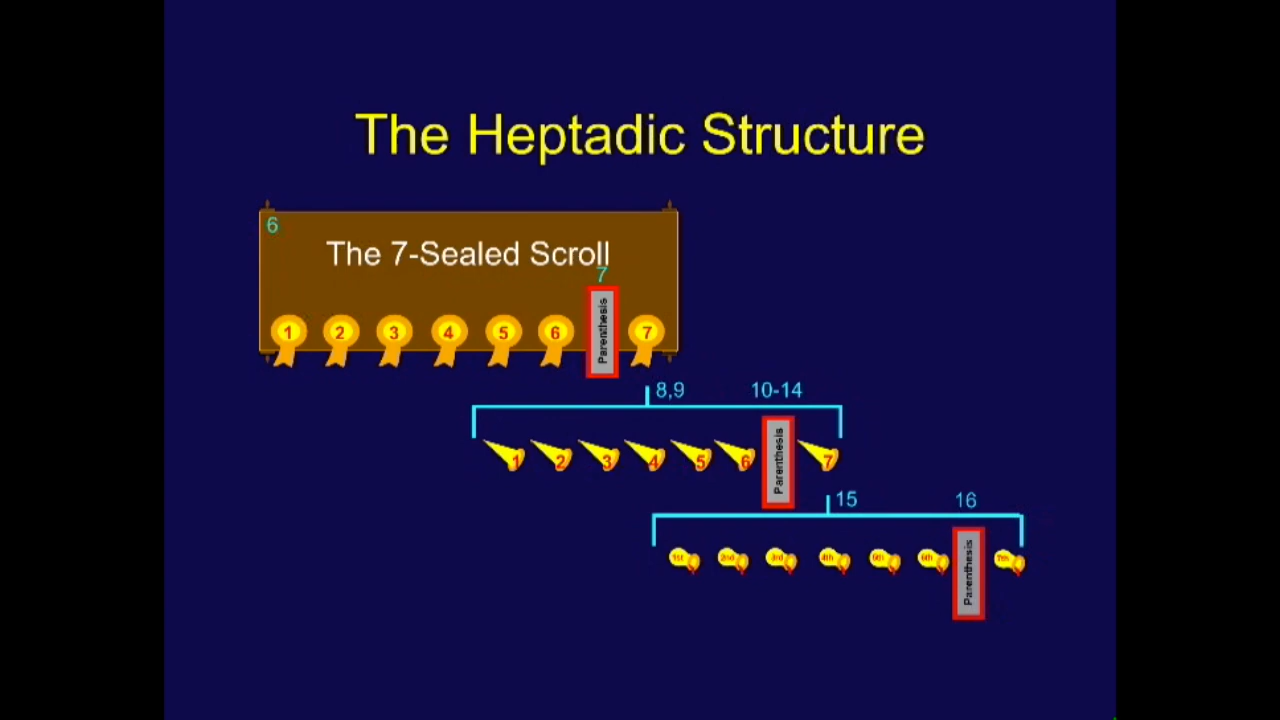 The Heptadic Structure
6
The 7-Sealed Scroll
7
1 2 3 4 5 6 Parenthesis 7
8,9 10-14
1 2 3 4 5 6 Parenthesis 7
15 16
1st 2nd 3rd 4th 5th 6th Parenthesis 7th